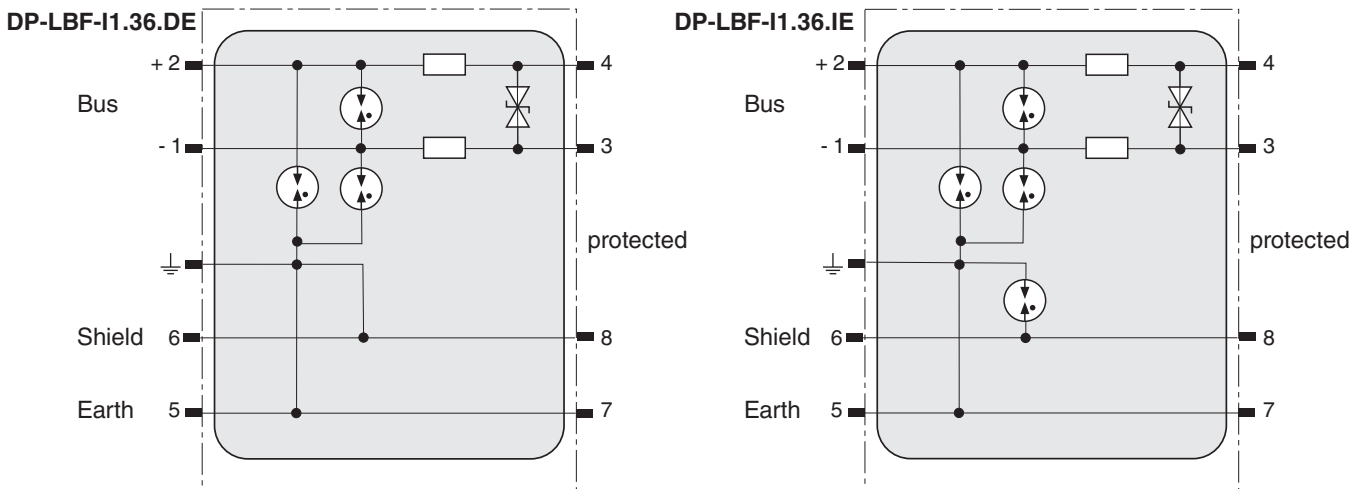 DP-LBF-I1.36.DE
+ 2
4
Bus
- 1
3
protected
Shield 6
8
Earth 5
7
DP-LBF-I1.36.IE
+ 2
4
Bus
- 1
3
protected
Shield 6
8
Earth 5
7